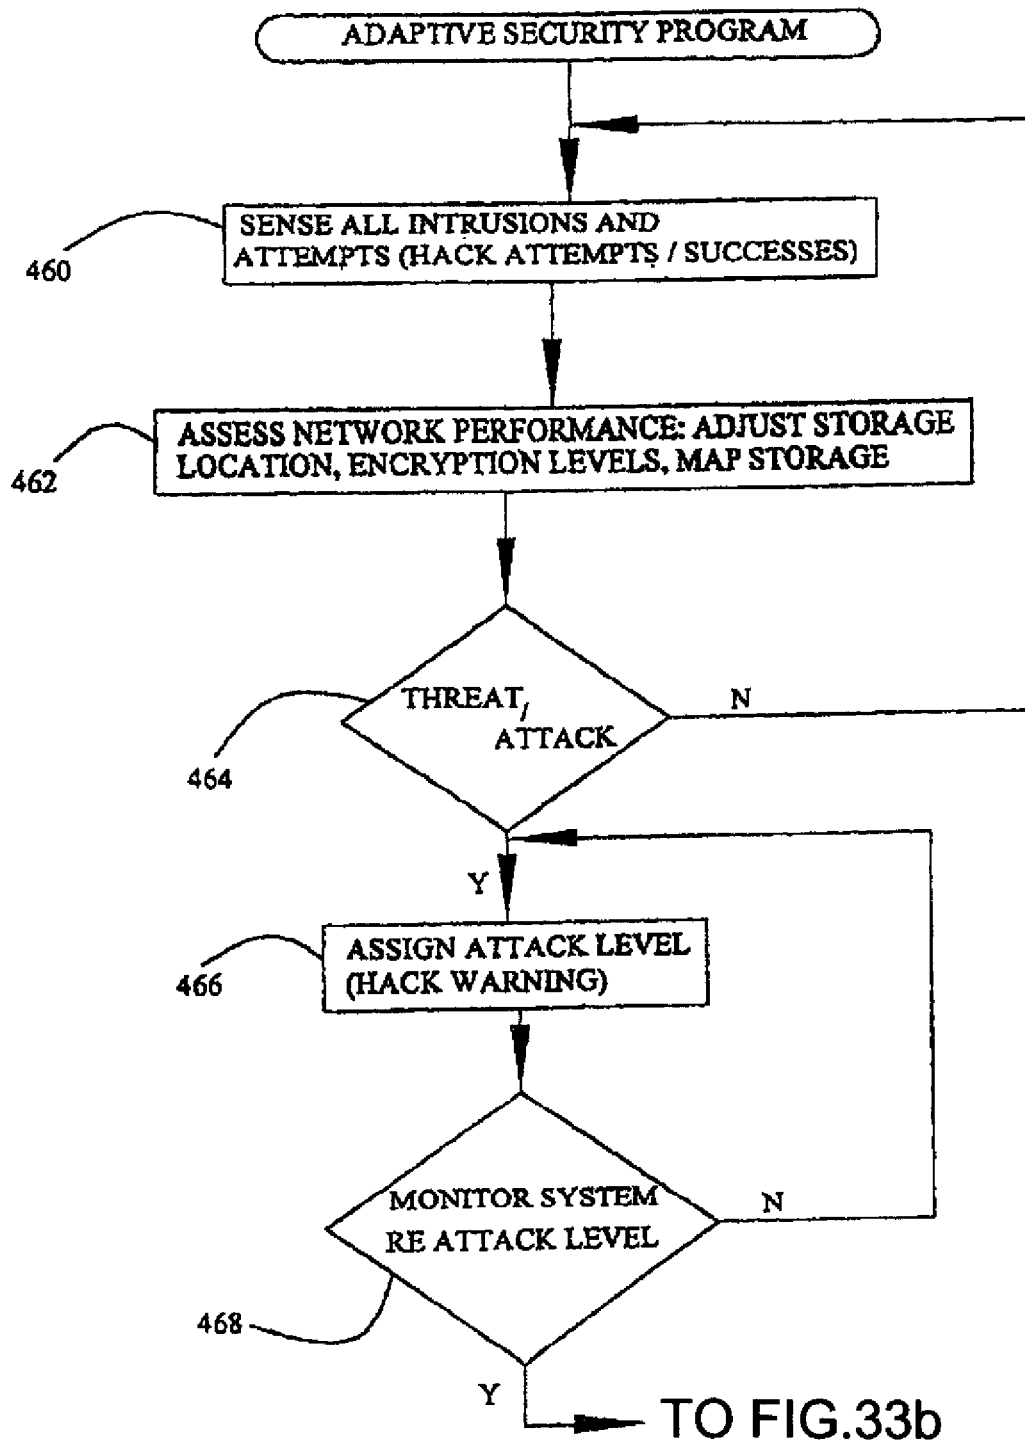 ADAPTIVE SECURITY PROGRAM
SENSE ALL INTRUSIONS AND
ATTEMPTS (HACK ATTEMPTS / SUCCESSES)
460
ASSESS NETWORK PERFORMANCE: ADJUST STORAGE
LOCATION, ENCRYPTION LEVELS, MAP STORAGE
462
THREAT/
ATTACK
N
464
Y
ASSIGN ATTACK LEVEL
(HACK WARNING)
466
MONITOR SYSTEM
RE ATTACK LEVEL
N
468
Y
TO FIG.33b